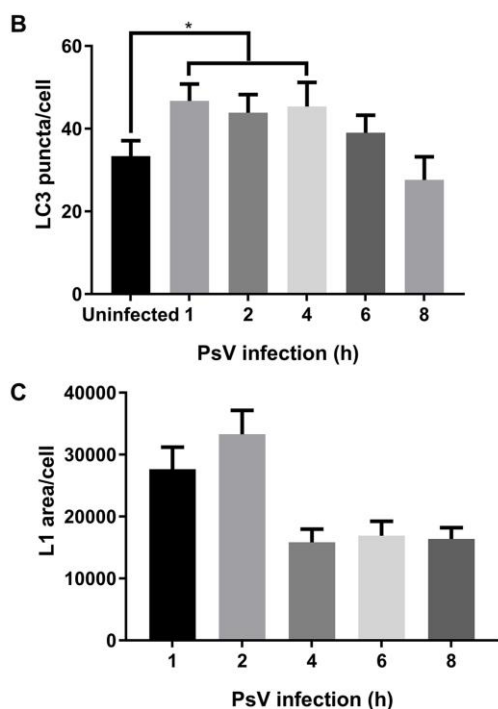 B
*
LC3 puncta/cell
60
40
20
0
Uninfected 1 2 4 6 8
PsV infection (h)
C
L1 area/cell
40000
30000
20000
10000
0
1 2 4 6 8
PsV infection (h)